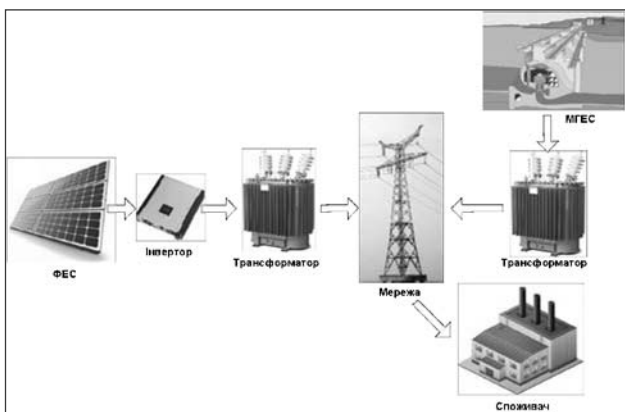 МГЕС
ФЕС
Інвертор
Трансформатор
Мережа
Трансформатор
Споживач